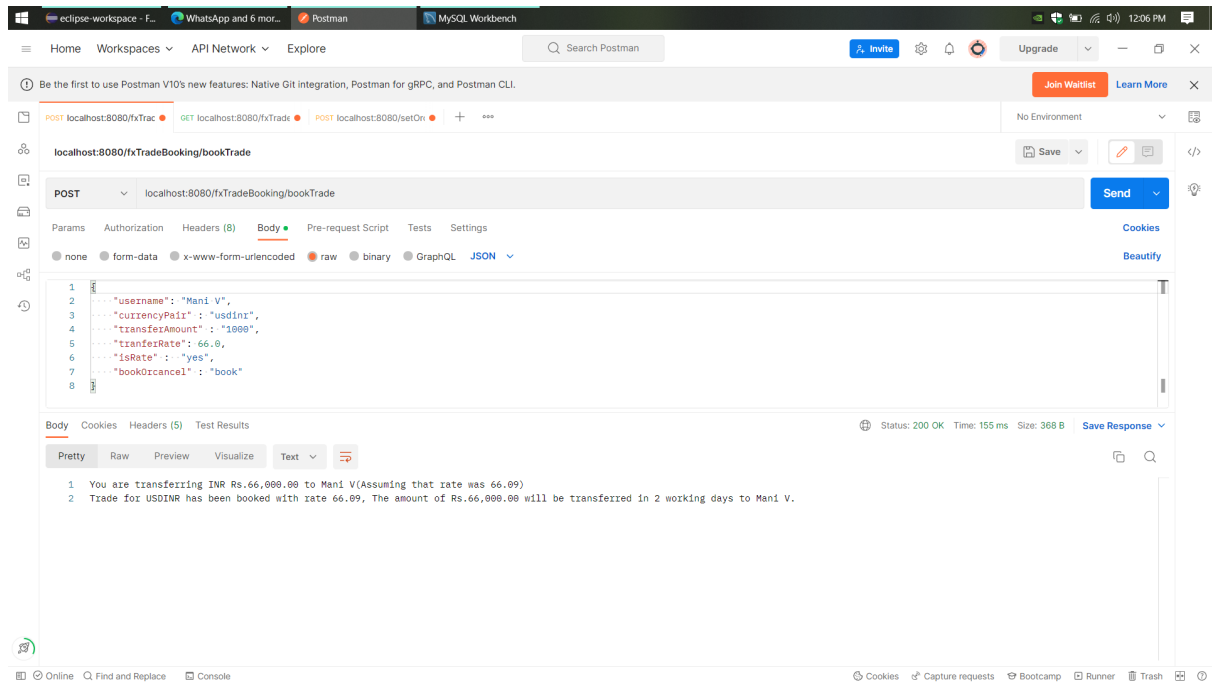 eclipse-workspace - F... WhatsApp and 6 mor... Postman MySQL Workbench 12:06 PM
Home Workspaces API Network Explore Search Postman Invite Upgrade
Be the first to use Postman V10's new features: Native Git integration, Postman for gRPC, and Postman CLI. Join Waitlist Learn More
POST localhost:8080/fxTrac GET localhost:8080/fxTrade POST localhost:8080/setOr No Environment
localhost:8080/fxTradeBooking/bookTrade Save
POST localhost:8080/fxTradeBooking/bookTrade Send
Params Authorization Headers (8) Body Pre-request Script Tests Settings Cookies
none form-data x-www-form-urlencoded raw binary GraphQL JSON Beautify
1 {
2 "username": "Mani V",
3 "currencyPair" : "usdinr",
4 "transferAmount" : "1000",
5 "tranferRate": 66.0,
6 "isRate" : "yes",
7 "bookOrcancel" : "book"
8 }
Body Cookies Headers (5) Test Results Status: 200 OK Time: 155 ms Size: 368 B Save Response
Pretty Raw Preview Visualize Text
1 You are transferring INR Rs.66,000.00 to Mani V(Assuming that rate was 66.09)
2 Trade for USDINR has been booked with rate 66.09, The amount of Rs.66,000.00 will be transferred in 2 working days to Mani V.
Online Find and Replace Console Cookies Capture requests Bootcamp Runner Trash